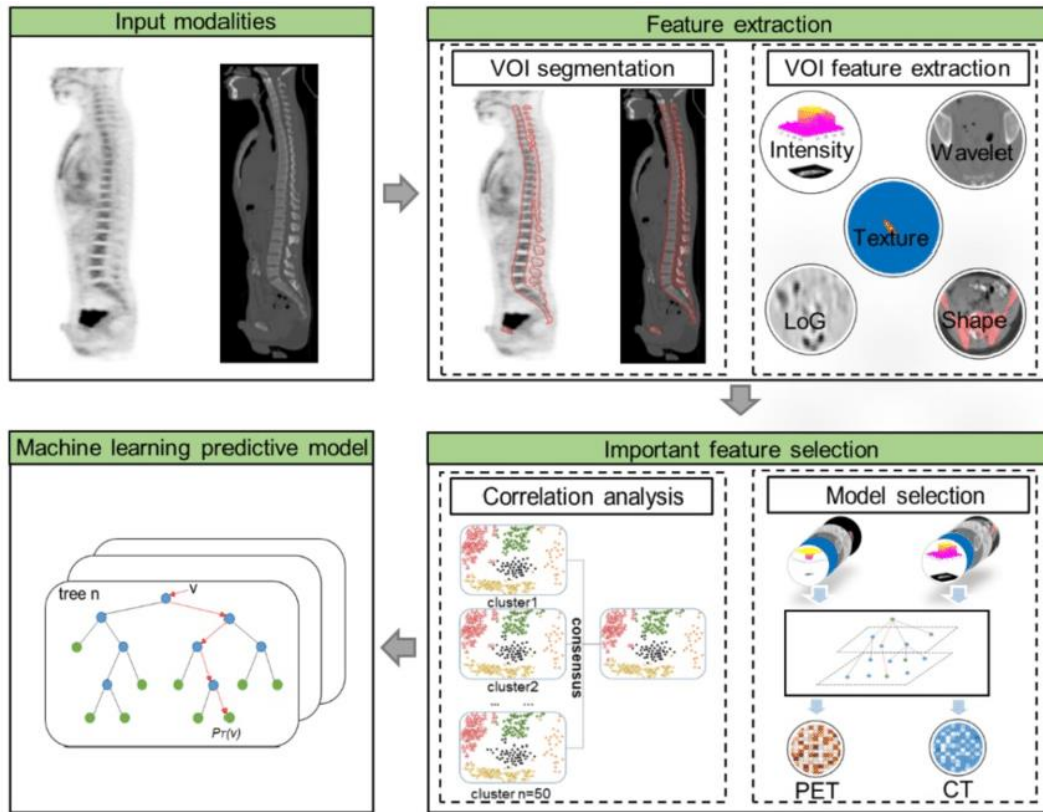 Input modalities
Feature extraction
VOI segmentation
VOI feature extraction
Intensity
Wavelet
Texture
LoG
Shape
Machine learning predictive model
tree n
v
PT(v)
Important feature selection
Correlation analysis
cluster1
cluster2
... ...
cluster n=50
consensus
Model selection
PET
CT